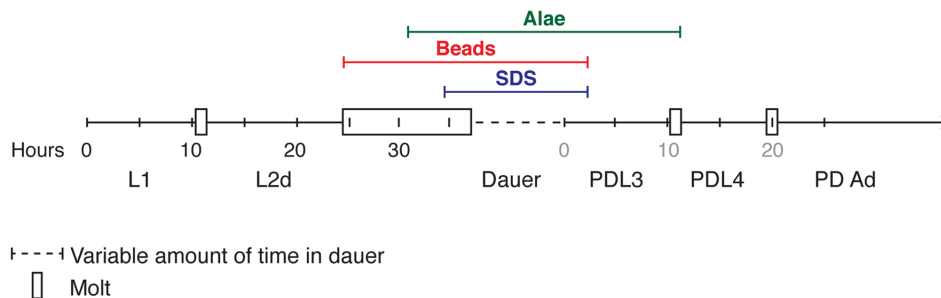 Alae
Beads
SDS
Hours 0 10 20 30 0 10 20
L1 L2d Dauer PDL3 PDL4 PD Ad
Variable amount of time in dauer
Molt